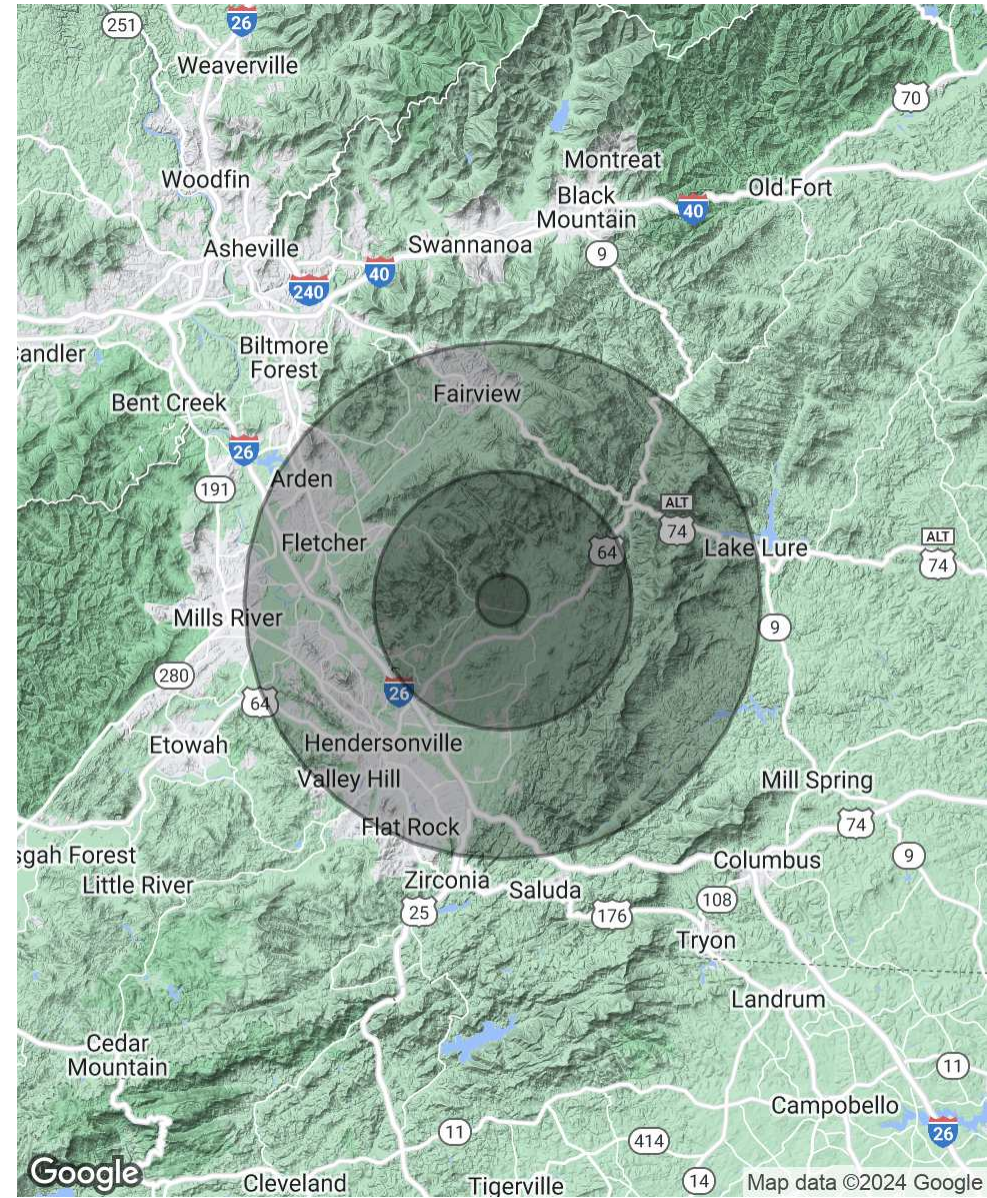 251
26
Weaverville
70
Montreat
Woodfin
Old Fort
Black
Mountain
40
Swannanoa
Asheville
9
40
240
Biltmore
Forest
andler
Fairview
Bent Creek
26
Arden
191
ALT
74
Fletcher
64
Lake Lure
ALT
74
Mills River
9
280
26
64
Etowah
Hendersonville
Valley Hill
Mill Spring
Flat Rock
74
sgah Forest
Columbus
9
Little River
Zirconia
Saluda
108
25
176
Tryon
Landrum
Cedar
Mountain
11
Campobello
26
11
414
Google
Cleveland
Tigerville
14
Map data ©2024 Google